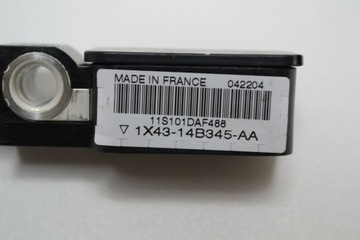 MADE IN FRANCE 042204
11S101DAF488
▽ 1X43-14B345-AA